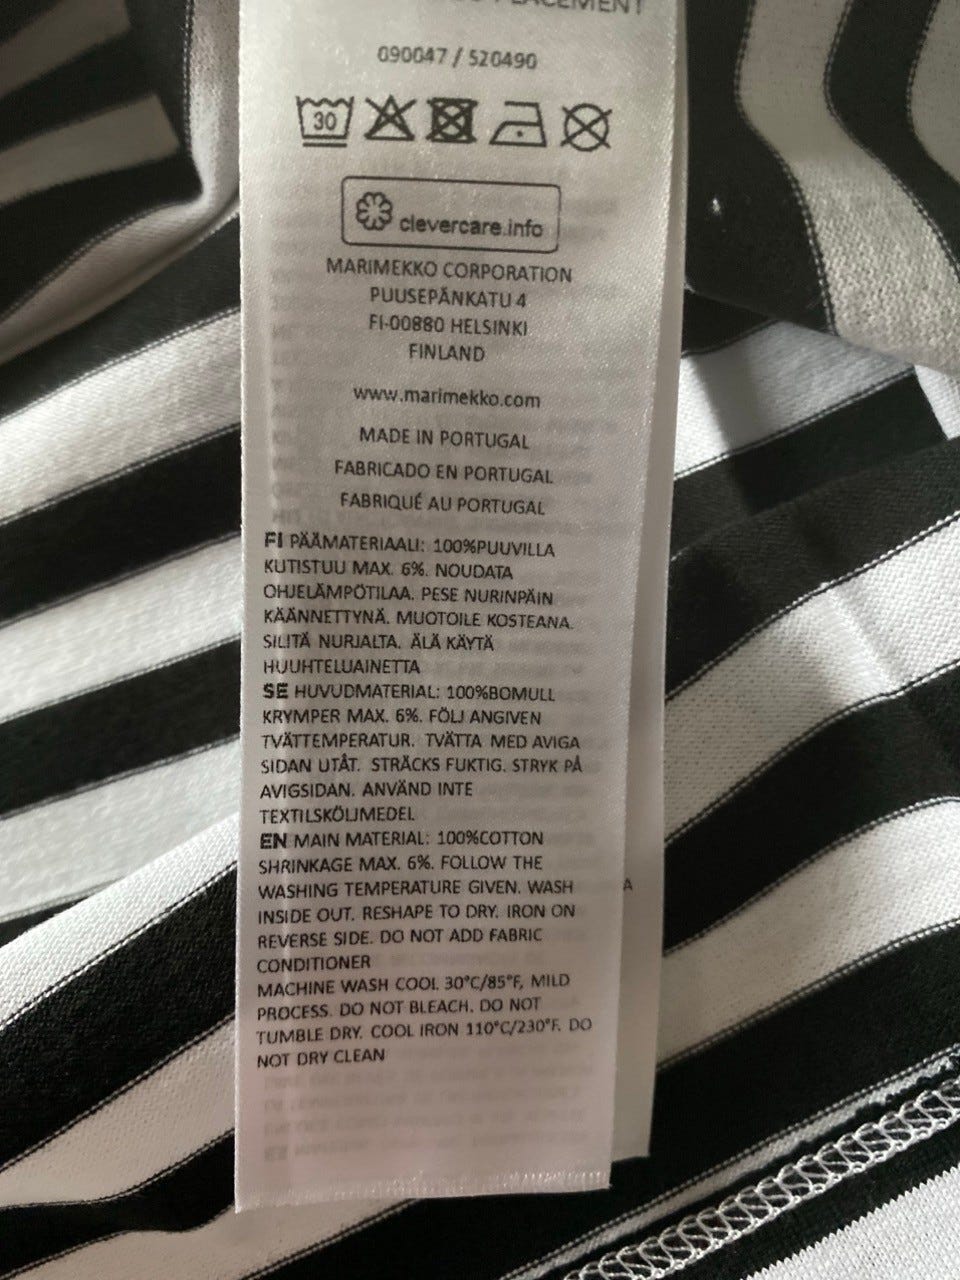 PLACEMENT
090047 / 520490
30
clevercare.info
MARIMEKKO CORPORATION
PUUSEPÄNKATU 4
FI-00880 HELSINKI
FINLAND
www.marimekko.com
MADE IN PORTUGAL
FABRICADO EN PORTUGAL
FABRIQUÉ AU PORTUGAL
FI PÄÄMATERIAALI: 100%PUUVILLA
KUTISTUU MAX. 6%. NOUDATA
OHJELÄMPÖTILAA. PESE NURINPÄIN
KÄÄNNETTYNÄ. MUOTOILE KOSTEANA.
SILITÄ NURJALTA. ÄLÄ KÄYTÄ
HUUHTELUAINETTA
SE HUVUDMATERIAL: 100%BOMULL
KRYMPER MAX. 6%. FÖLJ ANGIVEN
TVÄTTEMPERATUR. TVÄTTA MED AVIGA
SIDAN UTÅT. STRÄCKS FUKTIG. STRYK PÅ
AVIGSIDAN. ANVÄND INTE
TEXTILSKÖLJMEDEL
EN MAIN MATERIAL: 100%COTTON
SHRINKAGE MAX. 6%. FOLLOW THE
WASHING TEMPERATURE GIVEN. WASH
INSIDE OUT. RESHAPE TO DRY. IRON ON
REVERSE SIDE. DO NOT ADD FABRIC
CONDITIONER
MACHINE WASH COOL 30°C/85°F, MILD
PROCESS. DO NOT BLEACH. DO NOT
TUMBLE DRY. COOL IRON 110°C/230°F. DO
NOT DRY CLEAN